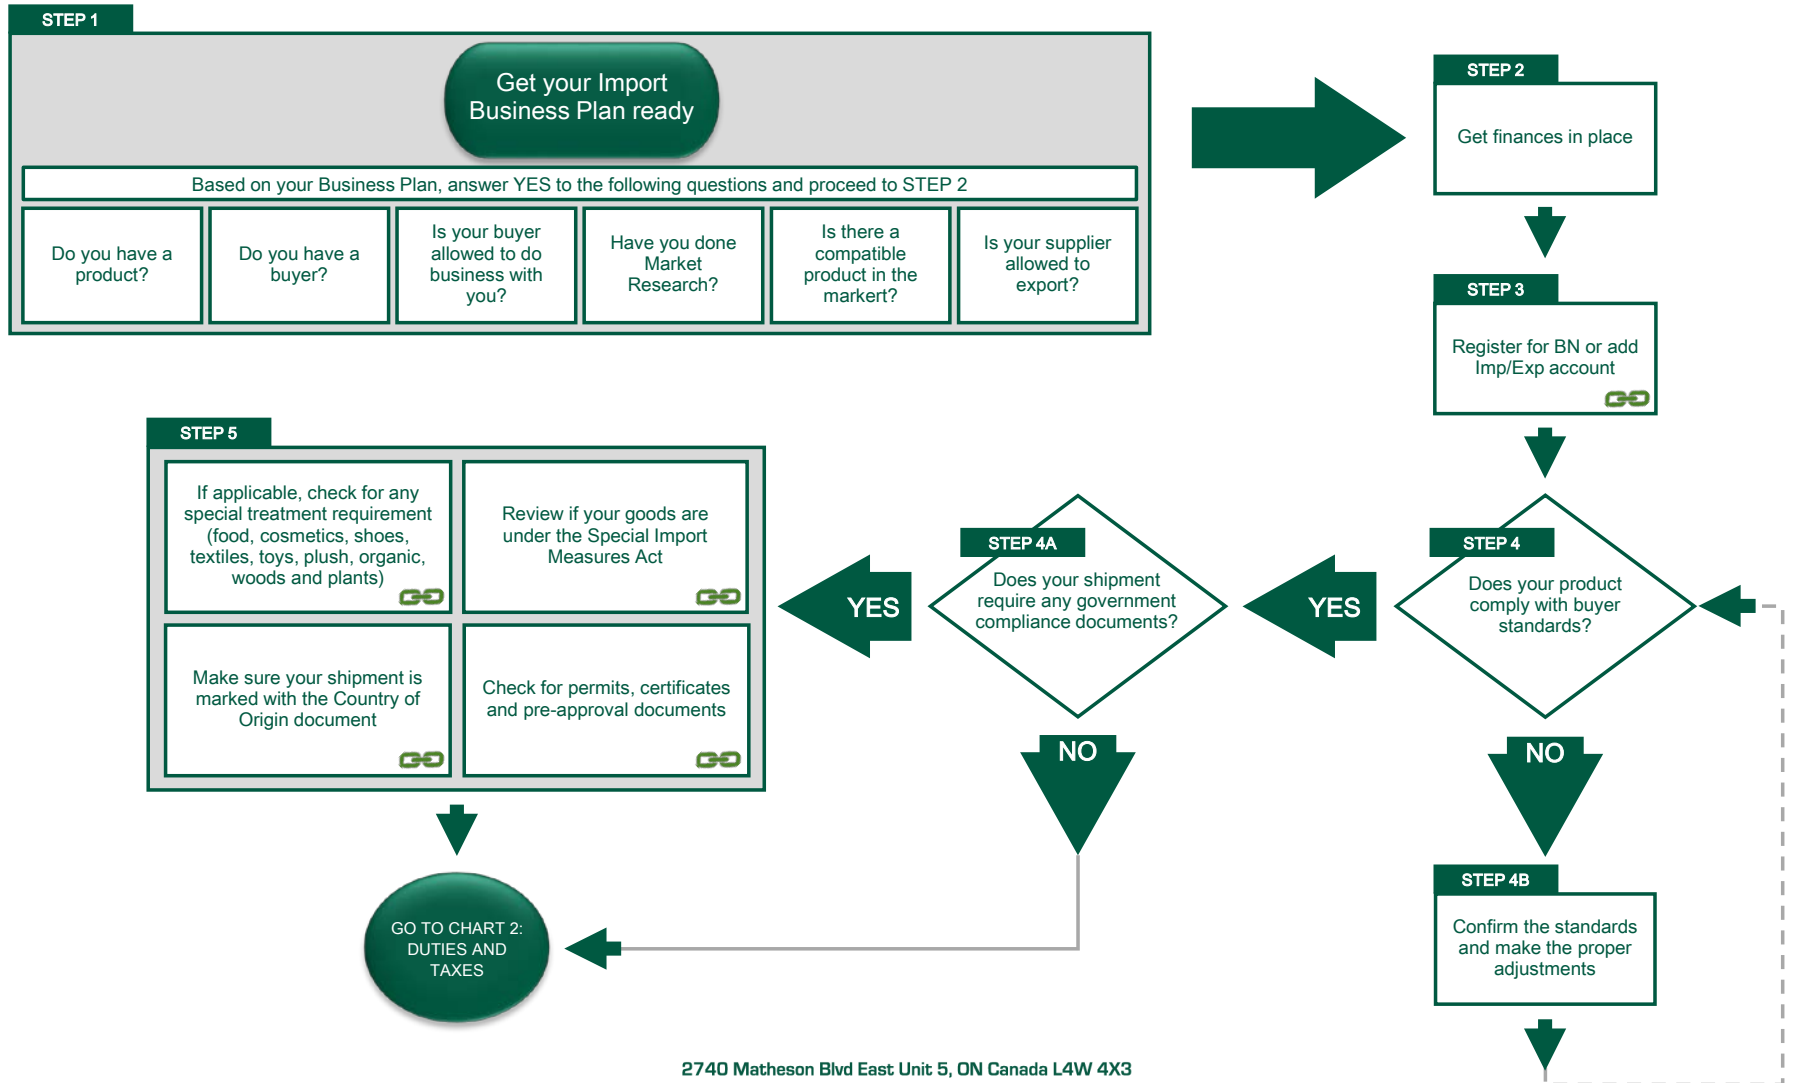 STEP 1
Get your Import
Business Plan ready
Based on your Business Plan, answer YES to the following questions and proceed to STEP 2
Do you have a
product?
Do you have a
buyer?
Is your buyer
allowed to do
business with
you?
Have you done
Market
Research?
Is there a
compatible
product in the
markert?
Is your supplier
allowed to
export?
STEP 2
Get finances in place
STEP 3
Register for BN or add
Imp/Exp account
STEP 4
Does your product
comply with buyer
standards?
YES
NO
STEP 4A
Does your shipment
require any government
compliance documents?
YES
NO
STEP 4B
Confirm the standards
and make the proper
adjustments
STEP 5
If applicable, check for any
special treatment requirement
(food, cosmetics, shoes,
textiles, toys, plush, organic,
woods and plants)
Review if your goods are
under the Special Import
Measures Act
Make sure your shipment is
marked with the Country of
Origin document
Check for permits, certificates
and pre-approval documents
GO TO CHART 2:
DUTIES AND
TAXES
2740 Matheson Blvd East Unit 5, ON Canada L4W 4X3